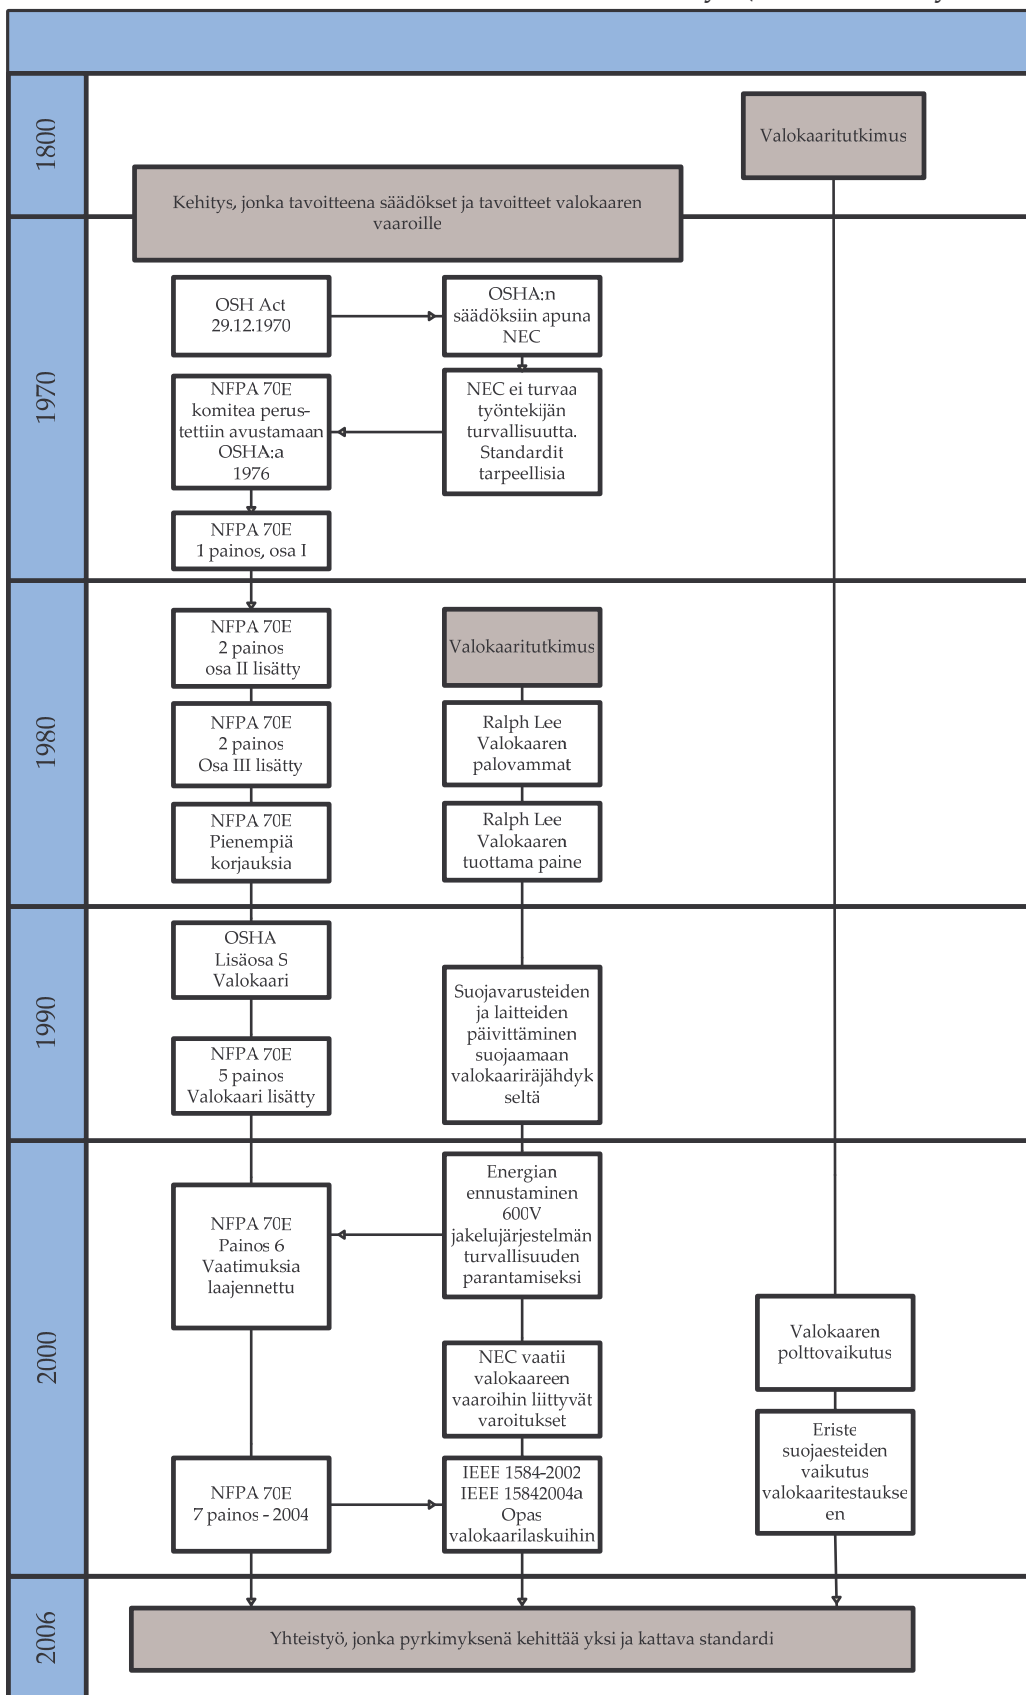 1800
Valokaaritutkimus
Kehitys, jonka tavoitteena säädökset ja tavoitteet valokaaren
vaaroille
1970
OSH Act
29.12.1970
OSHA:n
säädöksiin apuna
NEC
NFPA 70E
komitea perus-
tettiin avustamaan
OSHA:a
1976
NEC ei turvaa
työntekijän
turvallisuutta.
Standardit
tarpeellisia
NFPA 70E
1 painos, osa I
1980
NFPA 70E
2 painos
osa II lisätty
Valokaaritutkimus
NFPA 70E
2 painos
Osa III lisätty
Ralph Lee
Valokaaren
palovammat
NFPA 70E
Pienempiä
korjauksia
Ralph Lee
Valokaaren
tuottama paine
1990
OSHA
Lisäosa S
Valokaari
Suojavarusteiden
ja laitteiden
päivittäminen
suojaamaan
valokaariräjähdyk
seltä
NFPA 70E
5 painos
Valokaari lisätty
2000
NFPA 70E
Painos 6
Vaatimuksia
laajennettu
Energian
ennustaminen
600V
jakelujärjestelmän
turvallisuuden
parantamiseksi
Valokaaren
polttovaikutus
NEC vaatii
valokaareen
vaaroihin liittyvät
varoitukset
Eriste
suojaesteiden
vaikutus
valokaaritestaukse
en
NFPA 70E
7 painos - 2004
IEEE 1584-2002
IEEE 15842004a
Opas
valokaarilaskuihin
2006
Yhteistyö, jonka pyrkimyksenä kehittää yksi ja kattava standardi